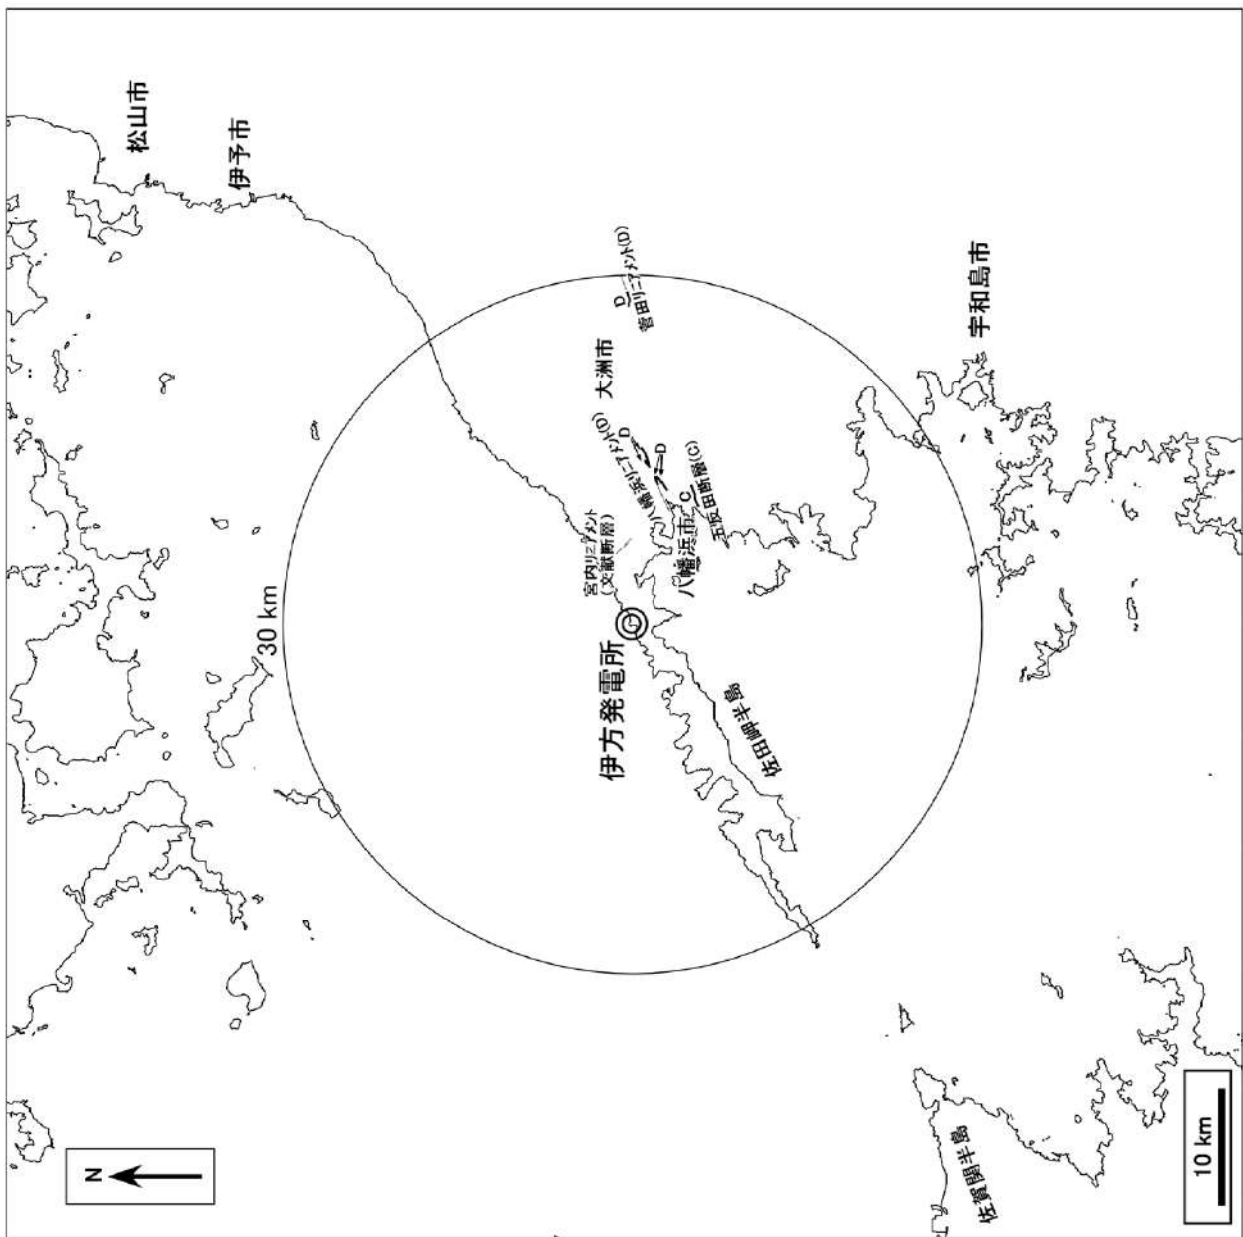 N
松山市
伊予市
30 km
菅田リニアメント(D)
D
大洲市
八幡浜リニアメント(D)
D
D
宮内リニアメント
(文献断層)
C
五反田断層(C)
八幡浜市
伊方発電所
佐田岬半島
宇和島市
佐賀関半島
10 km